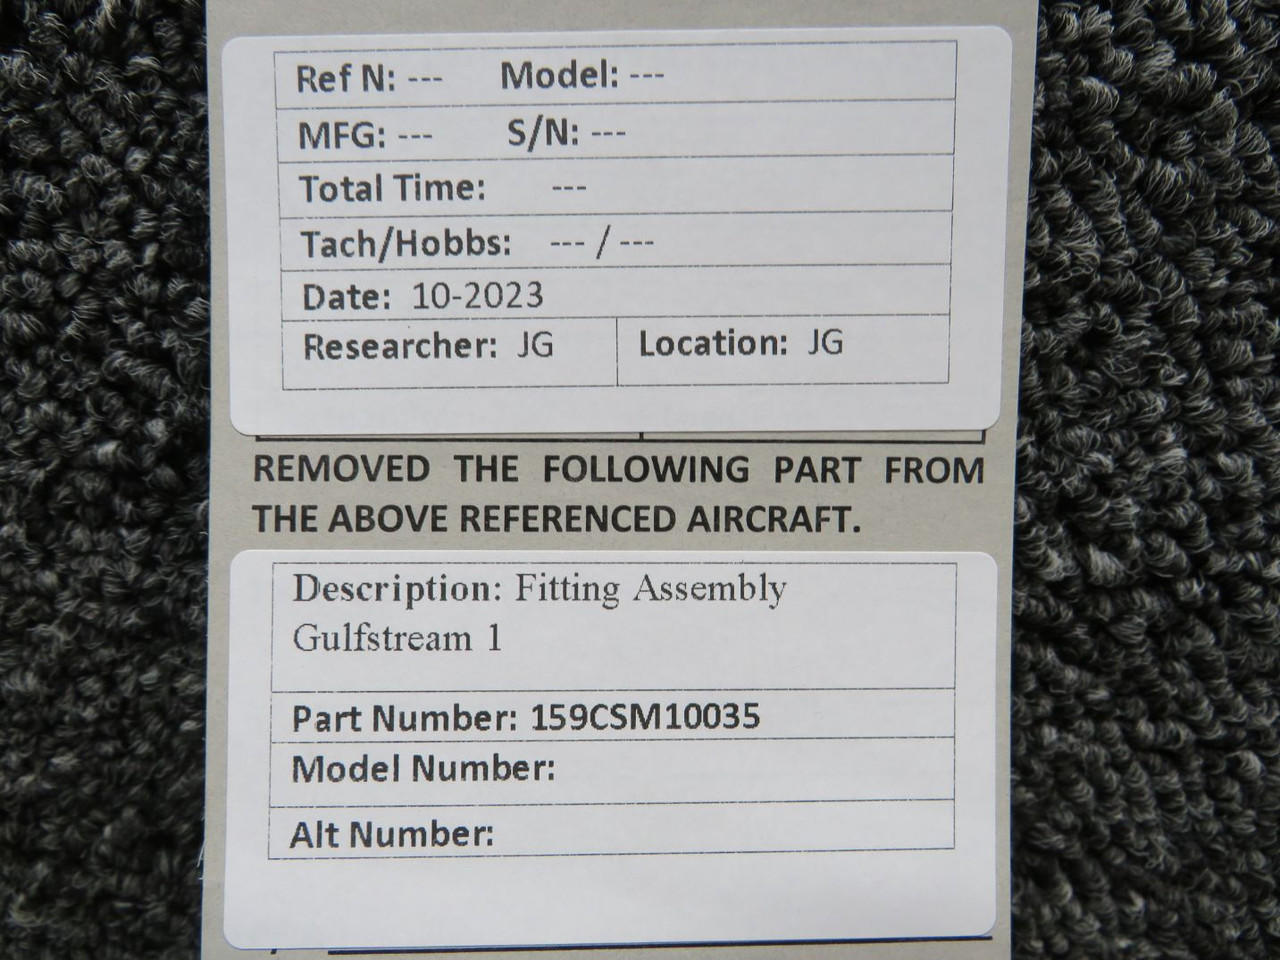 Ref N: --- Model: ---
MFG: --- S/N: ---
Total Time: ---
Tach/Hobbs: --- / ---
Date: 10-2023
Researcher: JG Location: JG
REMOVED THE FOLLOWING PART FROM
THE ABOVE REFERENCED AIRCRAFT.
Description: Fitting Assembly
Gulfstream 1
Part Number: 159CSM10035
Model Number:
Alt Number: